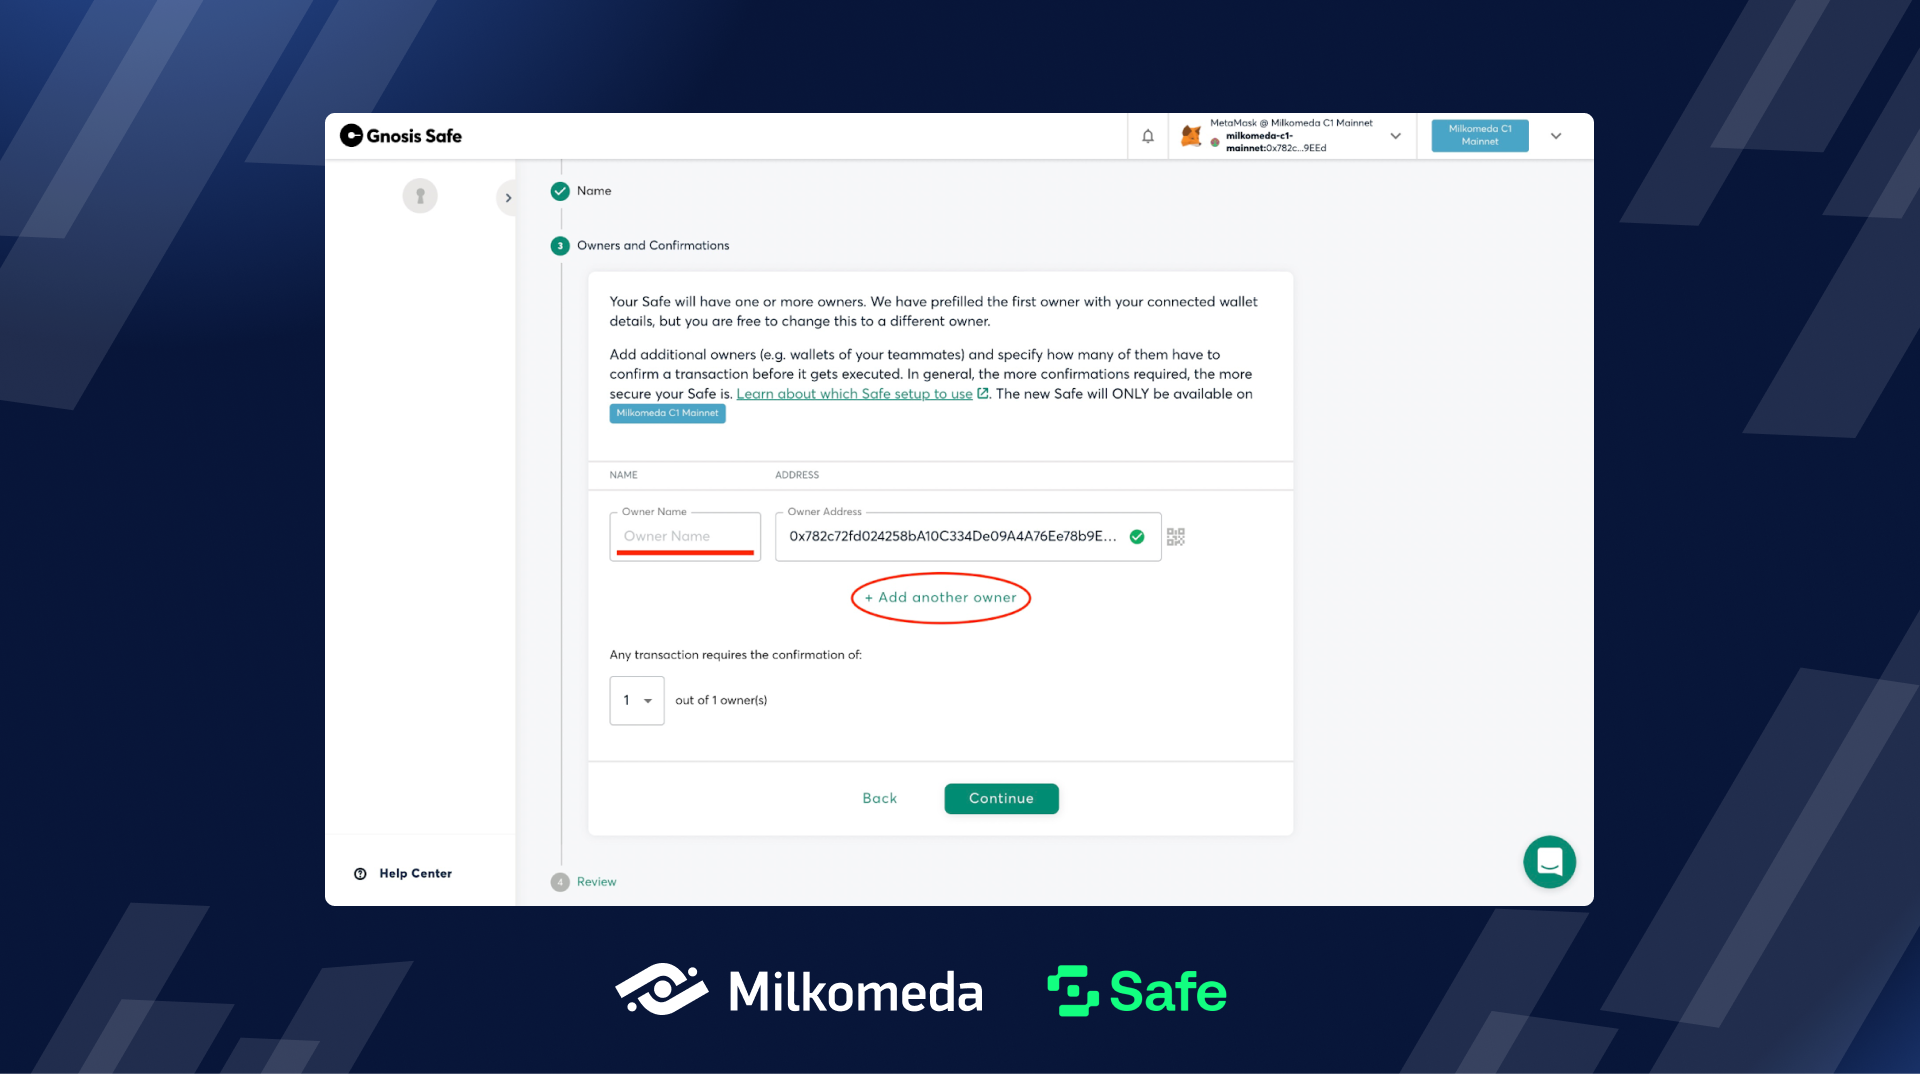 Gnosis Safe
MetaMask @ Milkomeda C1 Mainnet
milkomeda-c1-
mainnet:0x782c...9EEd
Milkomeda C1
Mainnet
Name
3 Owners and Confirmations
Your Safe will have one or more owners. We have prefilled the first owner with your connected wallet
details, but you are free to change this to a different owner.
Add additional owners (e.g. wallets of your teammates) and specify how many of them have to
confirm a transaction before it gets executed. In general, the more confirmations required, the more
secure your Safe is. Learn about which Safe setup to use. The new Safe will ONLY be available on
Milkomeda C1 Mainnet
NAME ADDRESS
Owner Name Owner Address
Owner Name 0x782c72fd024258bA10C334De09A4A76Ee78b9E...
+ Add another owner
Any transaction requires the confirmation of:
1 out of 1 owner(s)
Back Continue
Help Center
4 Review
Milkomeda Safe